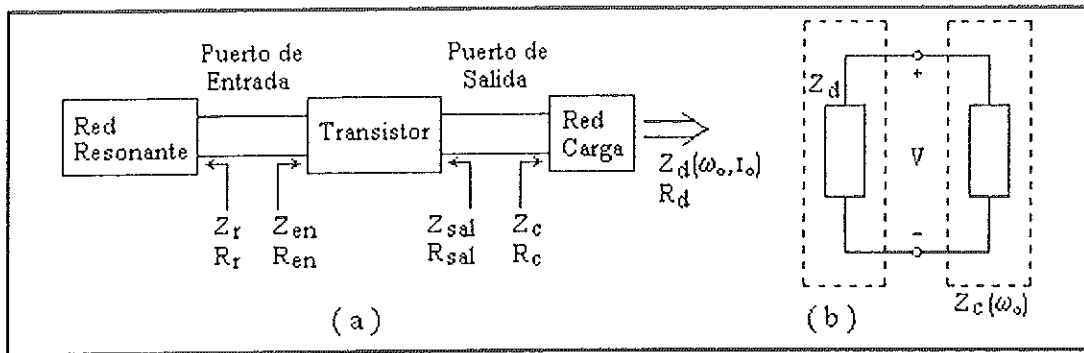 Puerto de
Entrada
Puerto de
Salida
Red
Resonante
Transistor
Red
Carga
Z_d(ω_o,I_o)
R_d
Z_r
R_r
Z_en
R_en
Z_sal
R_sal
Z_c
R_c
(a)
Z_d
+
V
-
Z_c(ω_o)
(b)